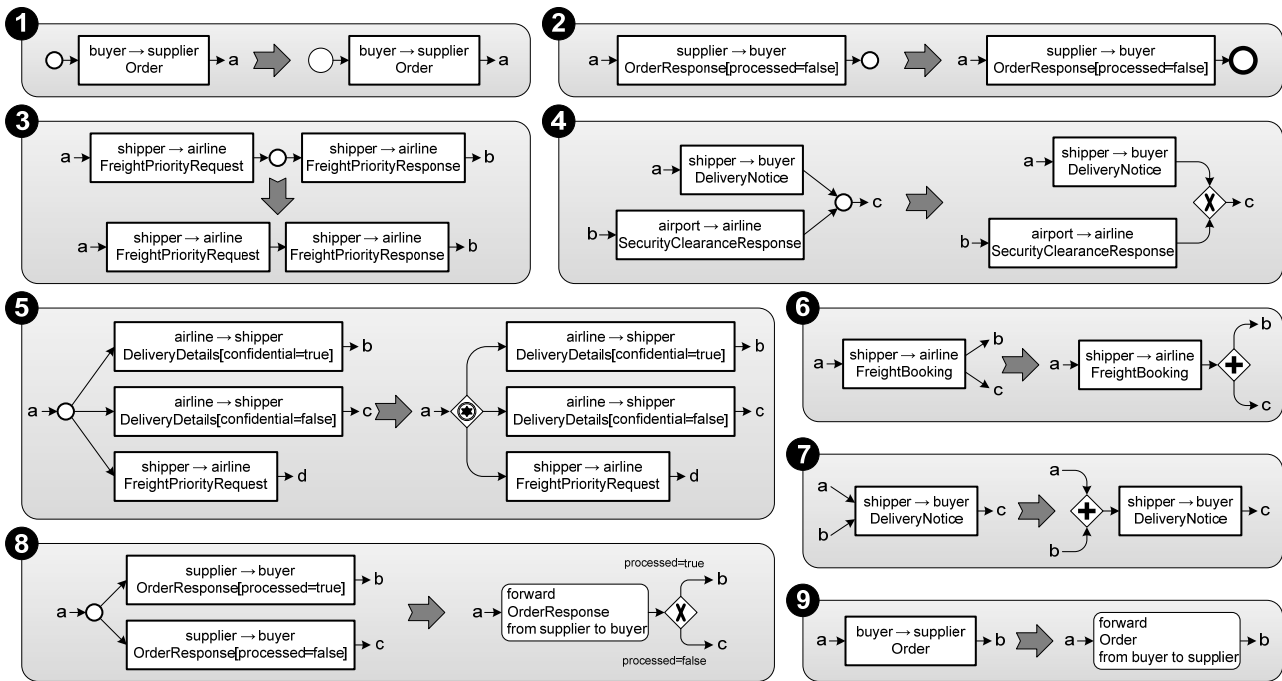 1
buyer → supplier
Order
a
buyer → supplier
Order
a
2
a
supplier → buyer
OrderResponse[processed=false]
a
supplier → buyer
OrderResponse[processed=false]
3
a
shipper → airline
FreightPriorityRequest
shipper → airline
FreightPriorityResponse
b
a
shipper → airline
FreightPriorityRequest
shipper → airline
FreightPriorityResponse
b
4
a
shipper → buyer
DeliveryNotice
b
airport → airline
SecurityClearanceResponse
c
a
shipper → buyer
DeliveryNotice
b
airport → airline
SecurityClearanceResponse
c
5
a
airline → shipper
DeliveryDetails[confidential=true]
b
airline → shipper
DeliveryDetails[confidential=false]
c
shipper → airline
FreightPriorityRequest
d
a
airline → shipper
DeliveryDetails[confidential=true]
b
airline → shipper
DeliveryDetails[confidential=false]
c
shipper → airline
FreightPriorityRequest
d
6
a
shipper → airline
FreightBooking
b
c
a
shipper → airline
FreightBooking
b
c
7
a
b
shipper → buyer
DeliveryNotice
c
a
b
shipper → buyer
DeliveryNotice
c
8
a
supplier → buyer
OrderResponse[processed=true]
b
supplier → buyer
OrderResponse[processed=false]
c
a
forward
OrderResponse
from supplier to buyer
processed=true
b
c
processed=false
9
a
buyer → supplier
Order
b
a
forward
Order
from buyer to supplier
b